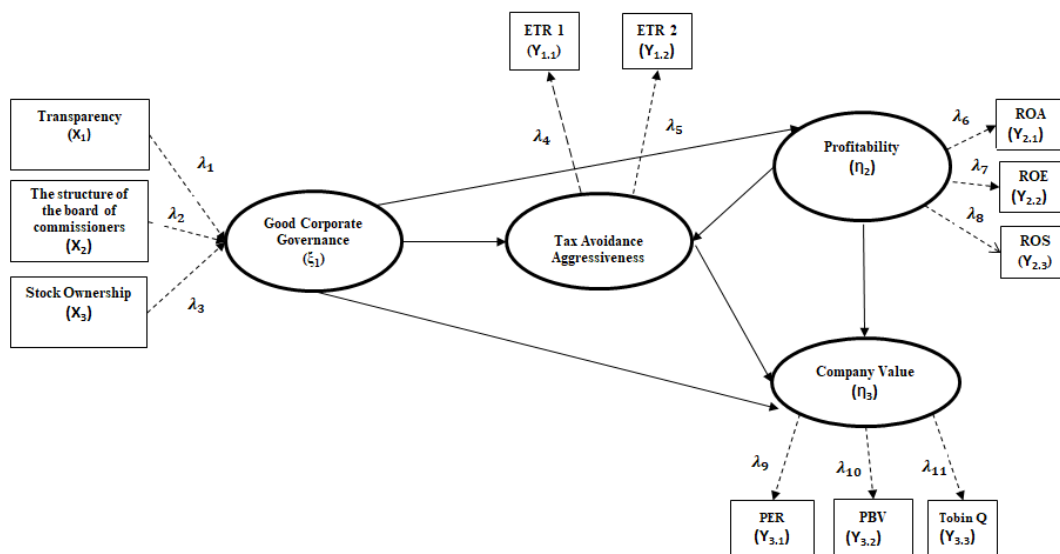 ETR 1
(Y1.1)
ETR 2
(Y1.2)
Transparency
(X1)
The structure of
the board of
commissioners
(X2)
Stock Ownership
(X3)
λ1
λ2
λ3
Good Corporate
Governance
(ξ1)
λ4
λ5
Tax Avoidance
Aggressiveness
Profitability
(η2)
λ6
λ7
λ8
ROA
(Y2.1)
ROE
(Y2.2)
ROS
(Y2.3)
Company Value
(η3)
λ9
λ10
λ11
PER
(Y3.1)
PBV
(Y3.2)
Tobin Q
(Y3.3)